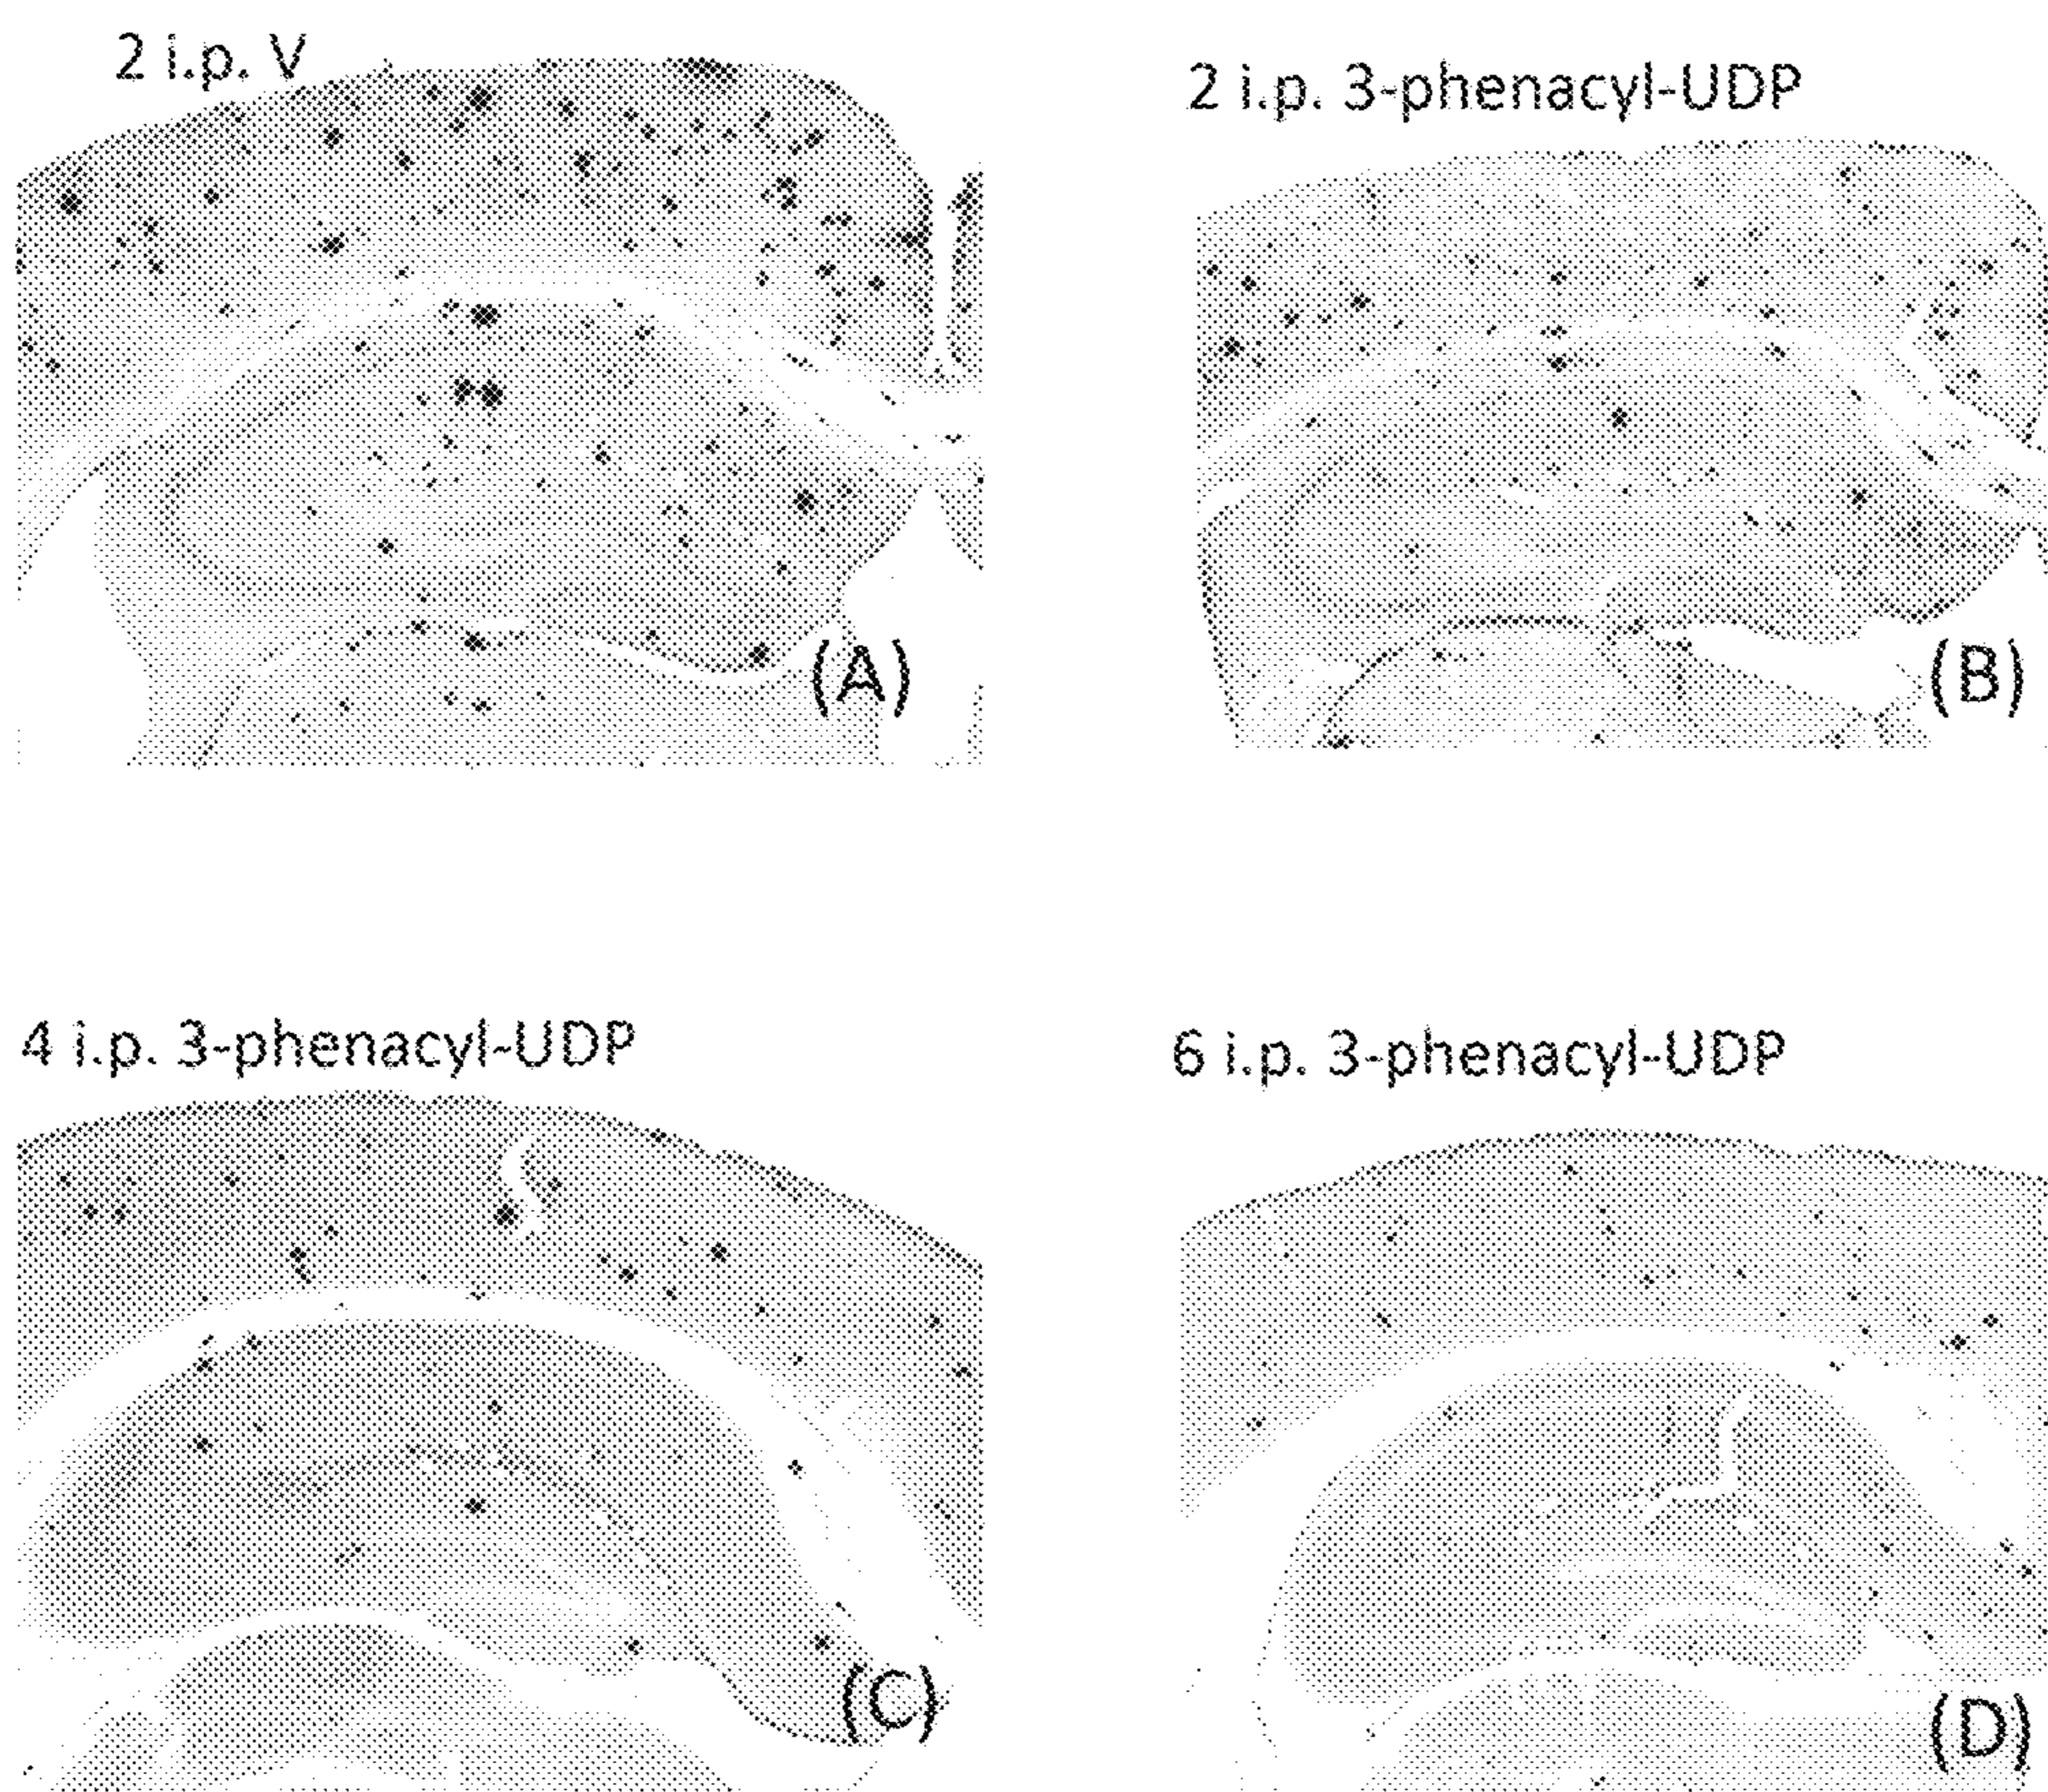 2 i.p. V
2 i.p. 3-phenacyl-UDP
(A)
(B)
4 i.p. 3-phenacyl-UDP
6 i.p. 3-phenacyl-UDP
(C)
(D)